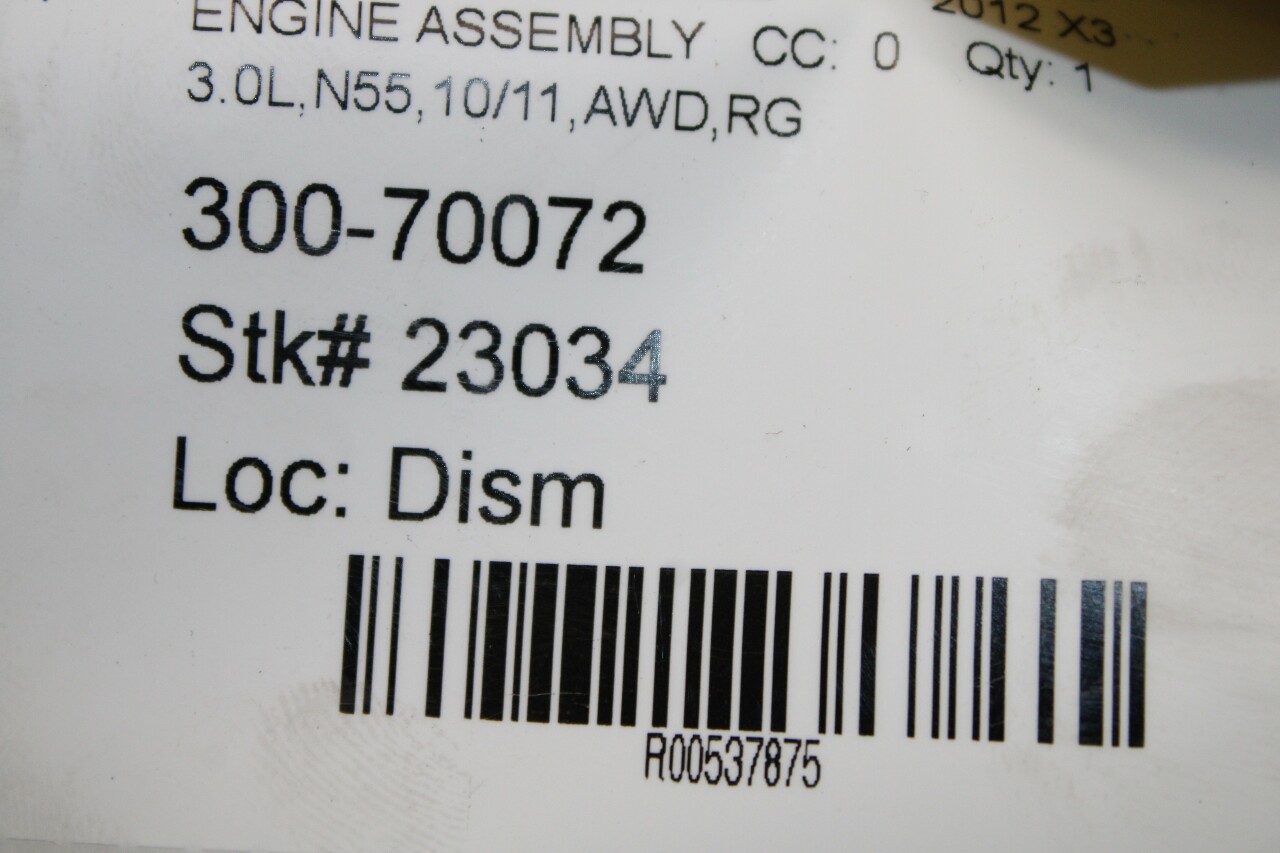 2012 X3
ENGINE ASSEMBLY CC: 0 Qty: 1
3.0L,N55,10/11,AWD,RG
300-70072
Stk# 23034
Loc: Dism
R00537875